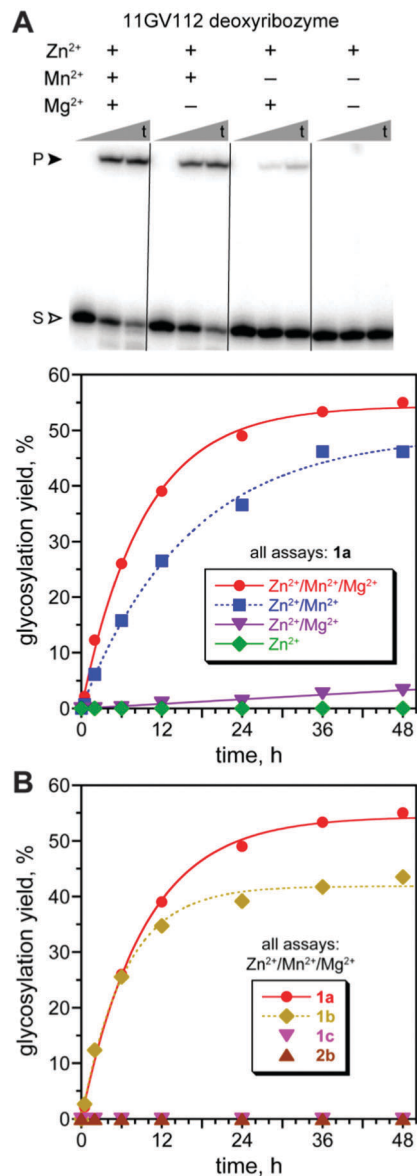 A
11GV112 deoxyribozyme
Zn²⁺ + + + +
Mn²⁺ + + – –
Mg²⁺ + – + –
t t t t
P
S
60
50
40
30
20
10
0
glycosylation yield, %
all assays: 1a
Zn²⁺/Mn²⁺/Mg²⁺
Zn²⁺/Mn²⁺
Zn²⁺/Mg²⁺
Zn²⁺
0 12 24 36 48
time, h
B
60
50
40
30
20
10
0
glycosylation yield, %
all assays:
Zn²⁺/Mn²⁺/Mg²⁺
1a
1b
1c
2b
0 12 24 36 48
time, h